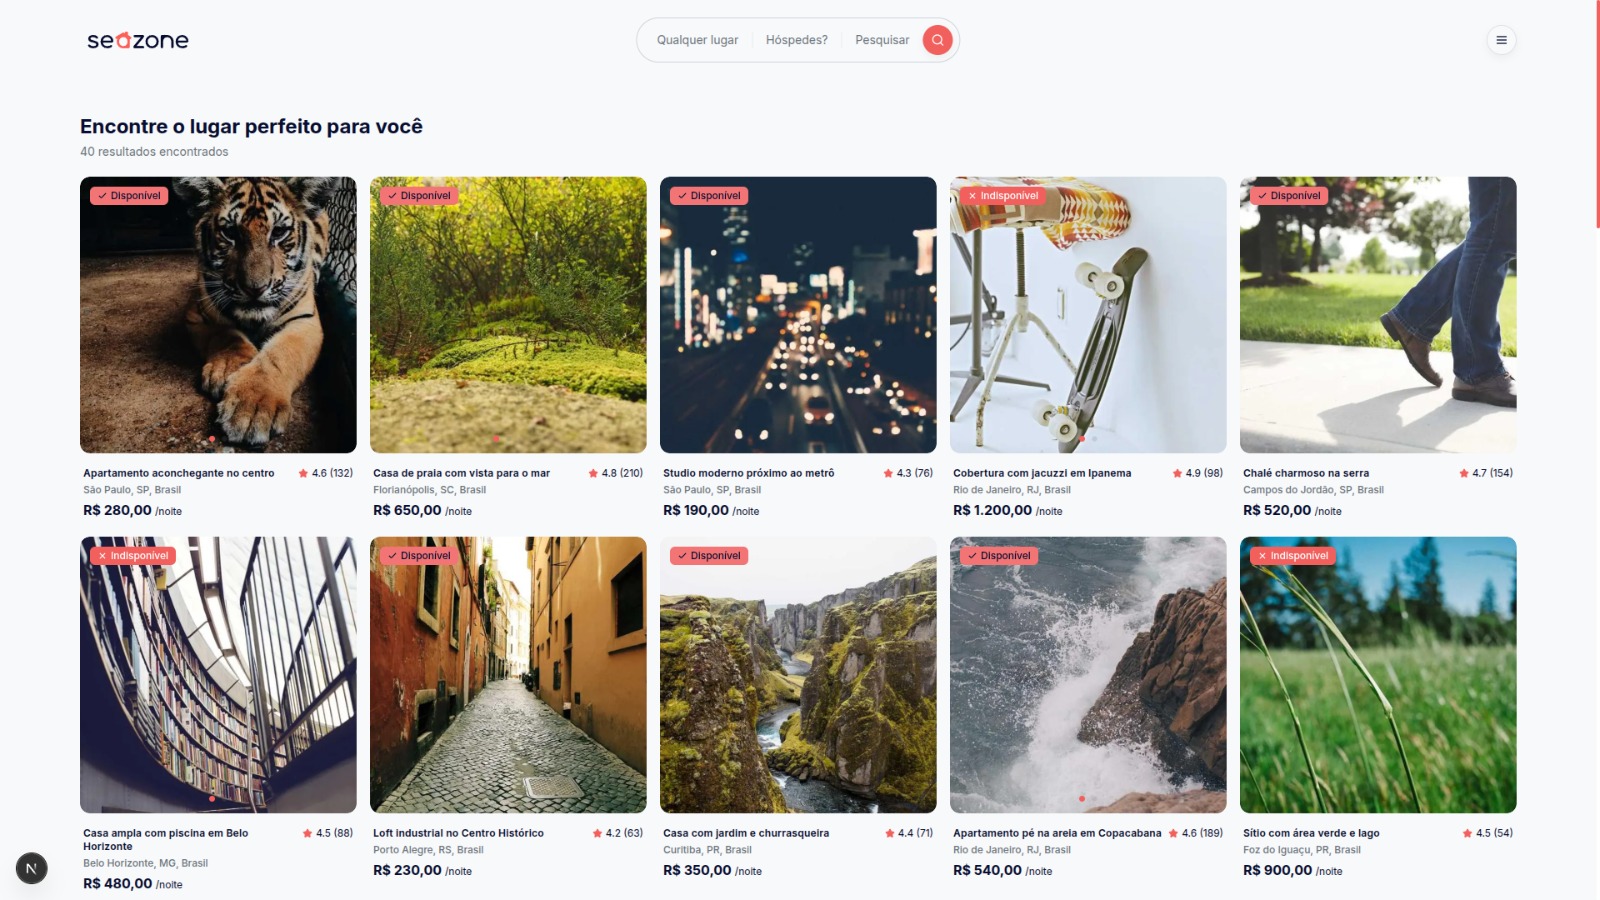 seazone
Qualquer lugar
Hóspedes?
Pesquisar
Encontre o lugar perfeito para você
40 resultados encontrados
Disponível
Apartamento aconchegante no centro
4.6 (132)
São Paulo, SP, Brasil
R$ 280,00 /noite
Disponível
Casa de praia com vista para o mar
4.8 (210)
Florianópolis, SC, Brasil
R$ 650,00 /noite
Disponível
Studio moderno próximo ao metrô
4.3 (76)
São Paulo, SP, Brasil
R$ 190,00 /noite
Indisponível
Cobertura com jacuzzi em Ipanema
4.9 (98)
Rio de Janeiro, RJ, Brasil
R$ 1.200,00 /noite
Disponível
Chalé charmoso na serra
4.7 (154)
Campos do Jordão, SP, Brasil
R$ 520,00 /noite
Indisponível
Casa ampla com piscina em Belo
Horizonte
4.5 (88)
Belo Horizonte, MG, Brasil
R$ 480,00 /noite
Disponível
Loft industrial no Centro Histórico
4.2 (63)
Porto Alegre, RS, Brasil
R$ 230,00 /noite
Disponível
Casa com jardim e churrasqueira
4.4 (71)
Curitiba, PR, Brasil
R$ 350,00 /noite
Disponível
Apartamento pé na areia em Copacabana
4.6 (189)
Rio de Janeiro, RJ, Brasil
R$ 540,00 /noite
Indisponível
Sítio com área verde e lago
4.5 (54)
Foz do Iguaçu, PR, Brasil
R$ 900,00 /noite
N